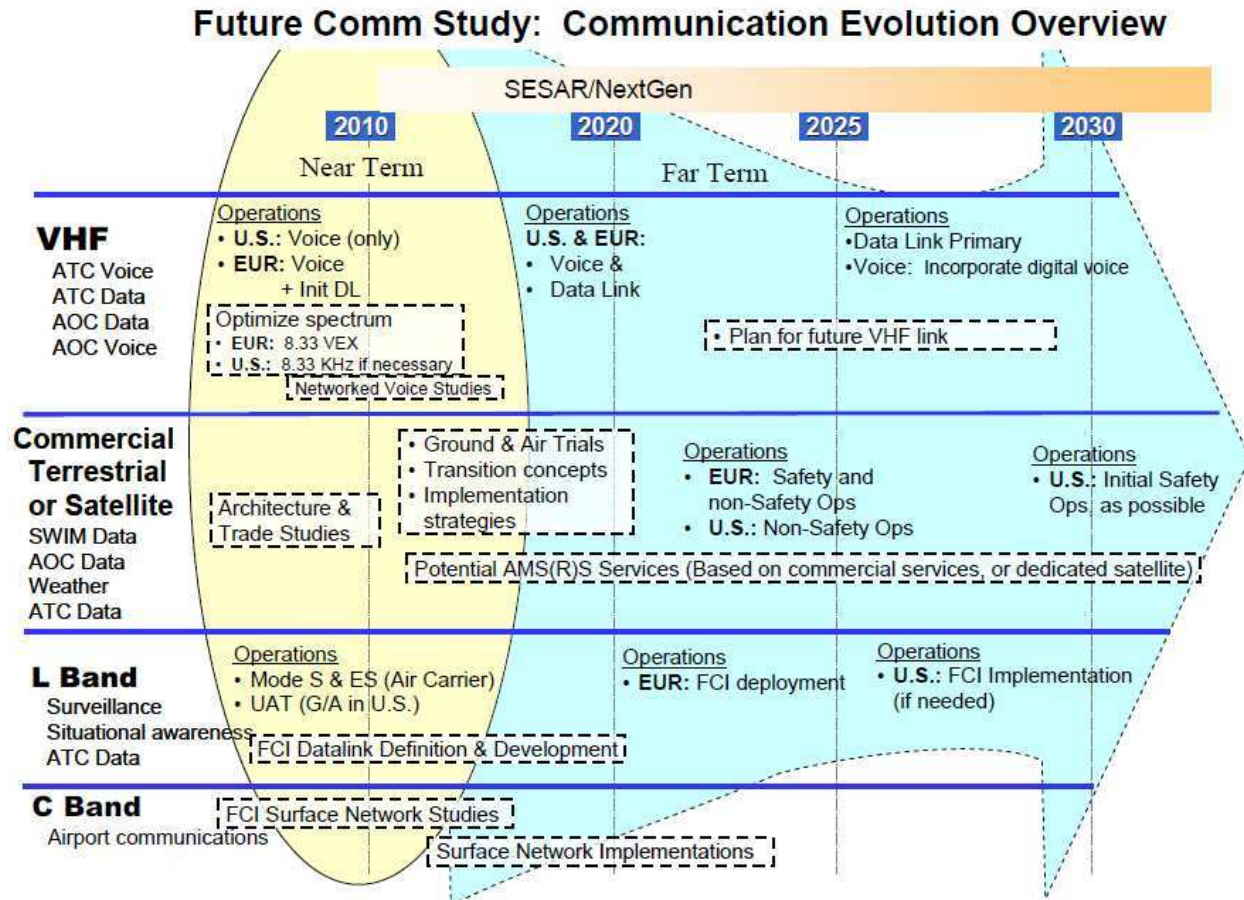 Future Comm Study: Communication Evolution Overview
SESAR/NextGen
2010
2020
2025
2030
Near Term
Far Term
VHF
ATC Voice
ATC Data
AOC Data
AOC Voice
Operations
• U.S.: Voice (only)
• EUR: Voice
+ Init DL
Optimize spectrum
• EUR: 8.33 VEX
• U.S.: 8.33 KHz if necessary
Networked Voice Studies
Operations
U.S. & EUR:
• Voice &
• Data Link
Operations
•Data Link Primary
•Voice: Incorporate digital voice
• Plan for future VHF link
Commercial
Terrestrial
or Satellite
SWIM Data
AOC Data
Weather
ATC Data
Architecture &
Trade Studies
• Ground & Air Trials
• Transition concepts
• Implementation
strategies
Operations
• EUR: Safety and
non-Safety Ops
• U.S.: Non-Safety Ops
Operations
• U.S.: Initial Safety
Ops, as possible
Potential AMS(R)S Services (Based on commercial services, or dedicated satellite)
L Band
Surveillance
Situational awareness
ATC Data
Operations
• Mode S & ES (Air Carrier)
• UAT (G/A in U.S.)
FCI Datalink Definition & Development
Operations
• EUR: FCI deployment
Operations
• U.S.: FCI Implementation
(if needed)
C Band
Airport communications
FCI Surface Network Studies
Surface Network Implementations